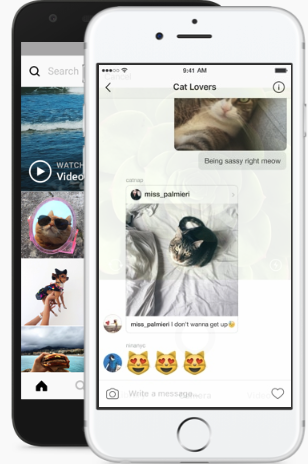 Search
WATCH
Video
9:41 AM
Cat Lovers
Being sassy right meow
miss_palmieri
miss_palmieri I don't wanna get up
Write a message